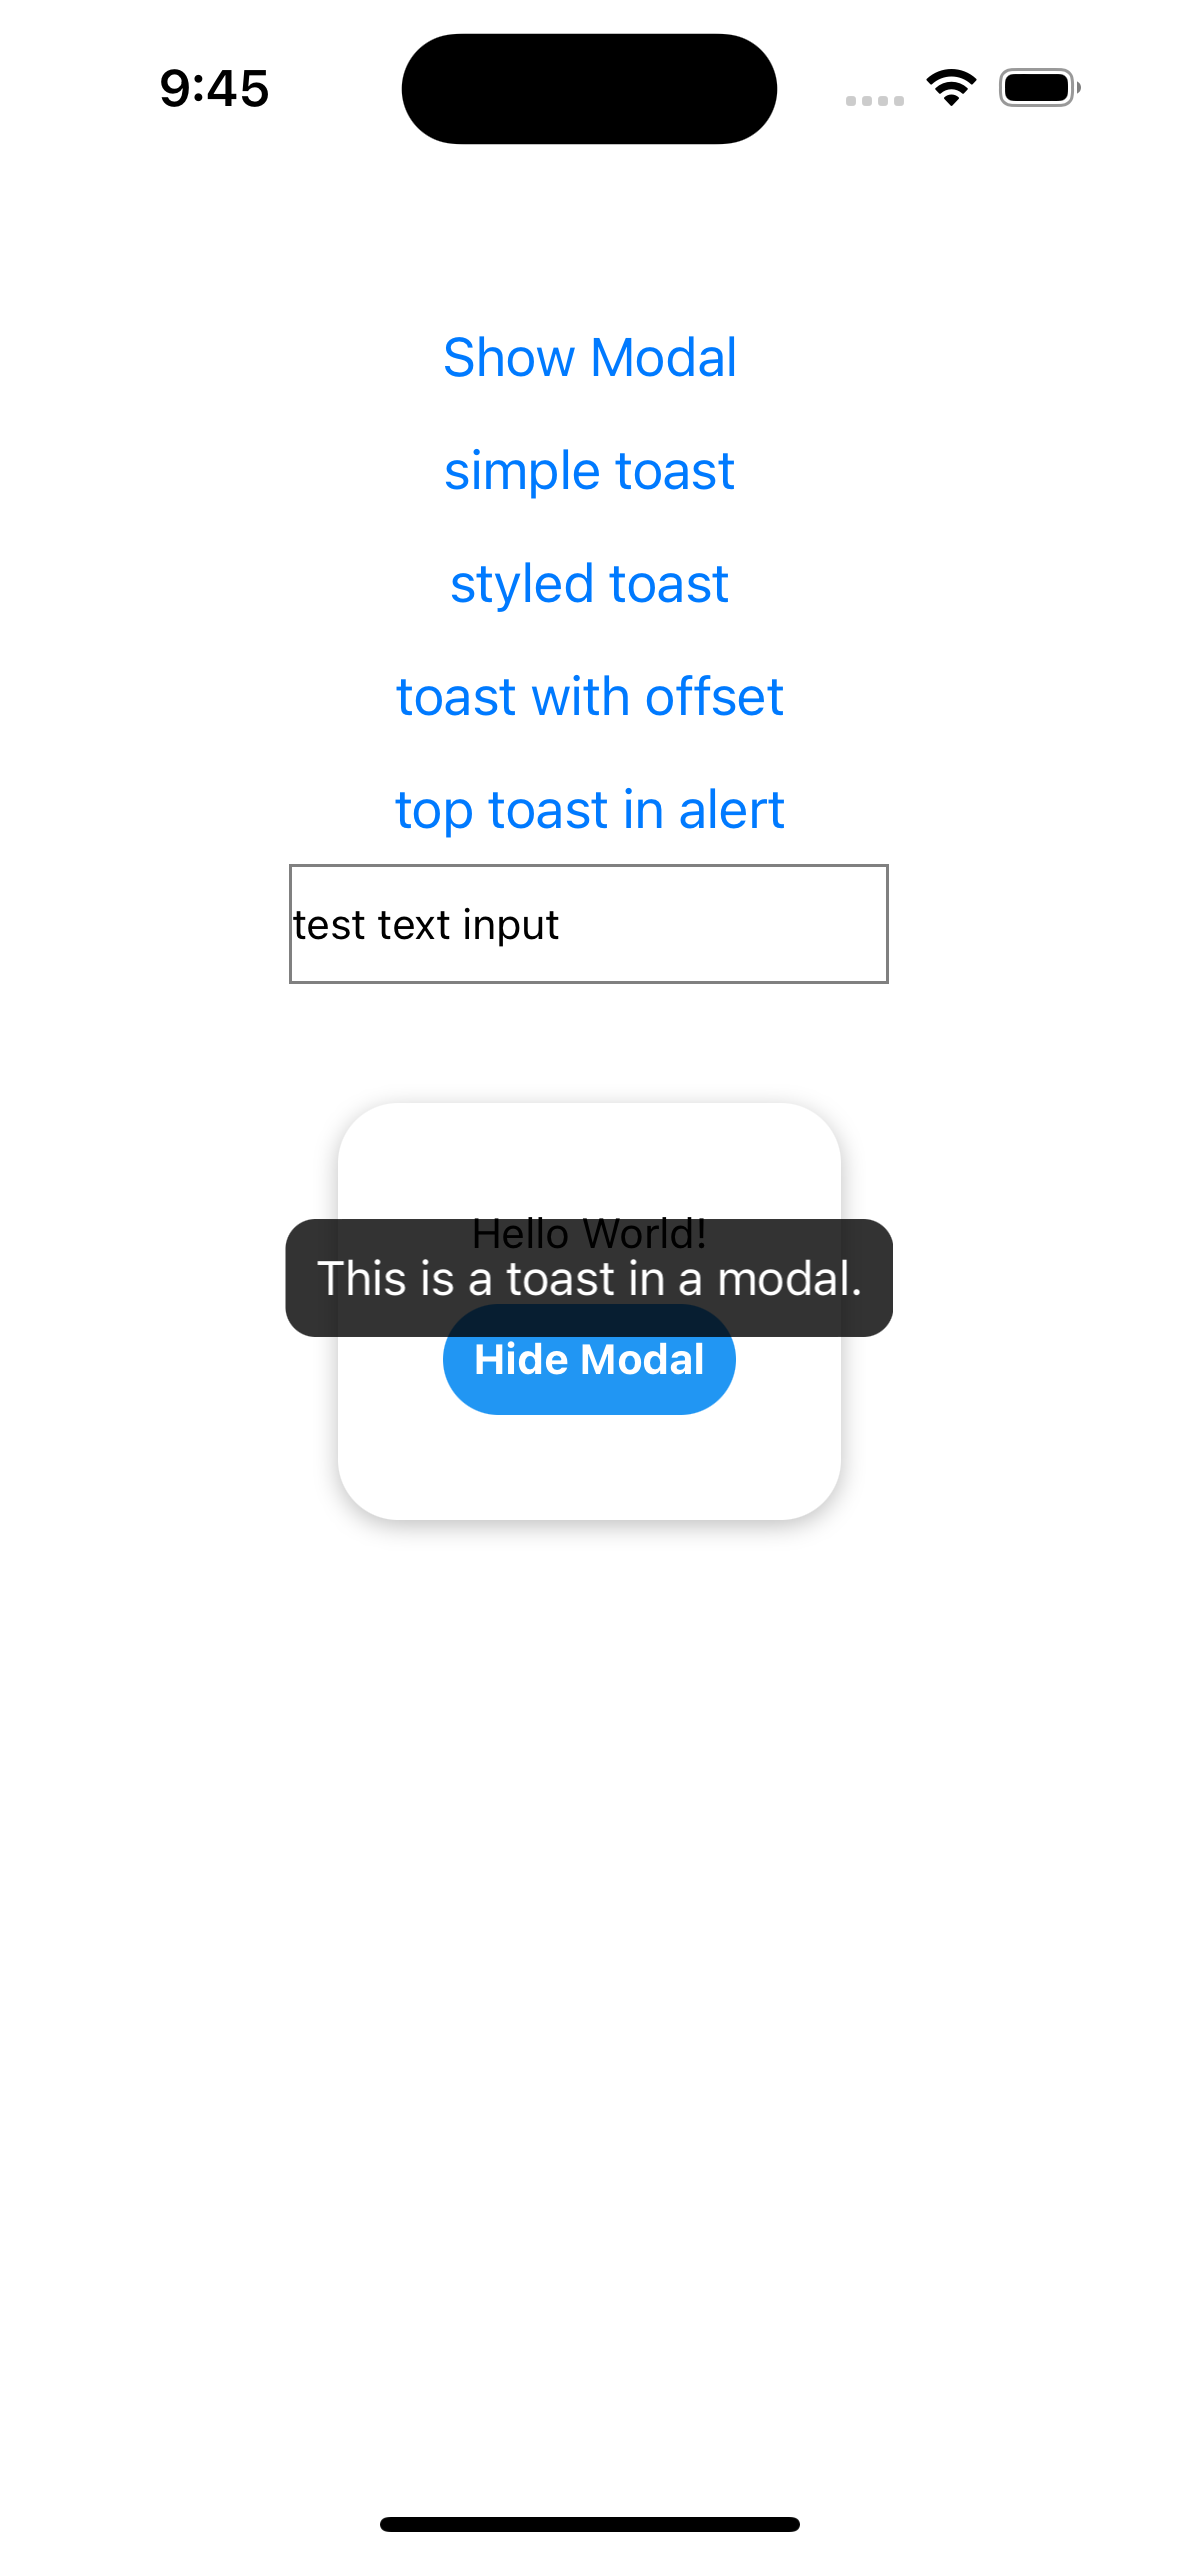 9:45
Show Modal
simple toast
styled toast
toast with offset
top toast in alert
test text input
Hello World!
This is a toast in a modal.
Hide Modal